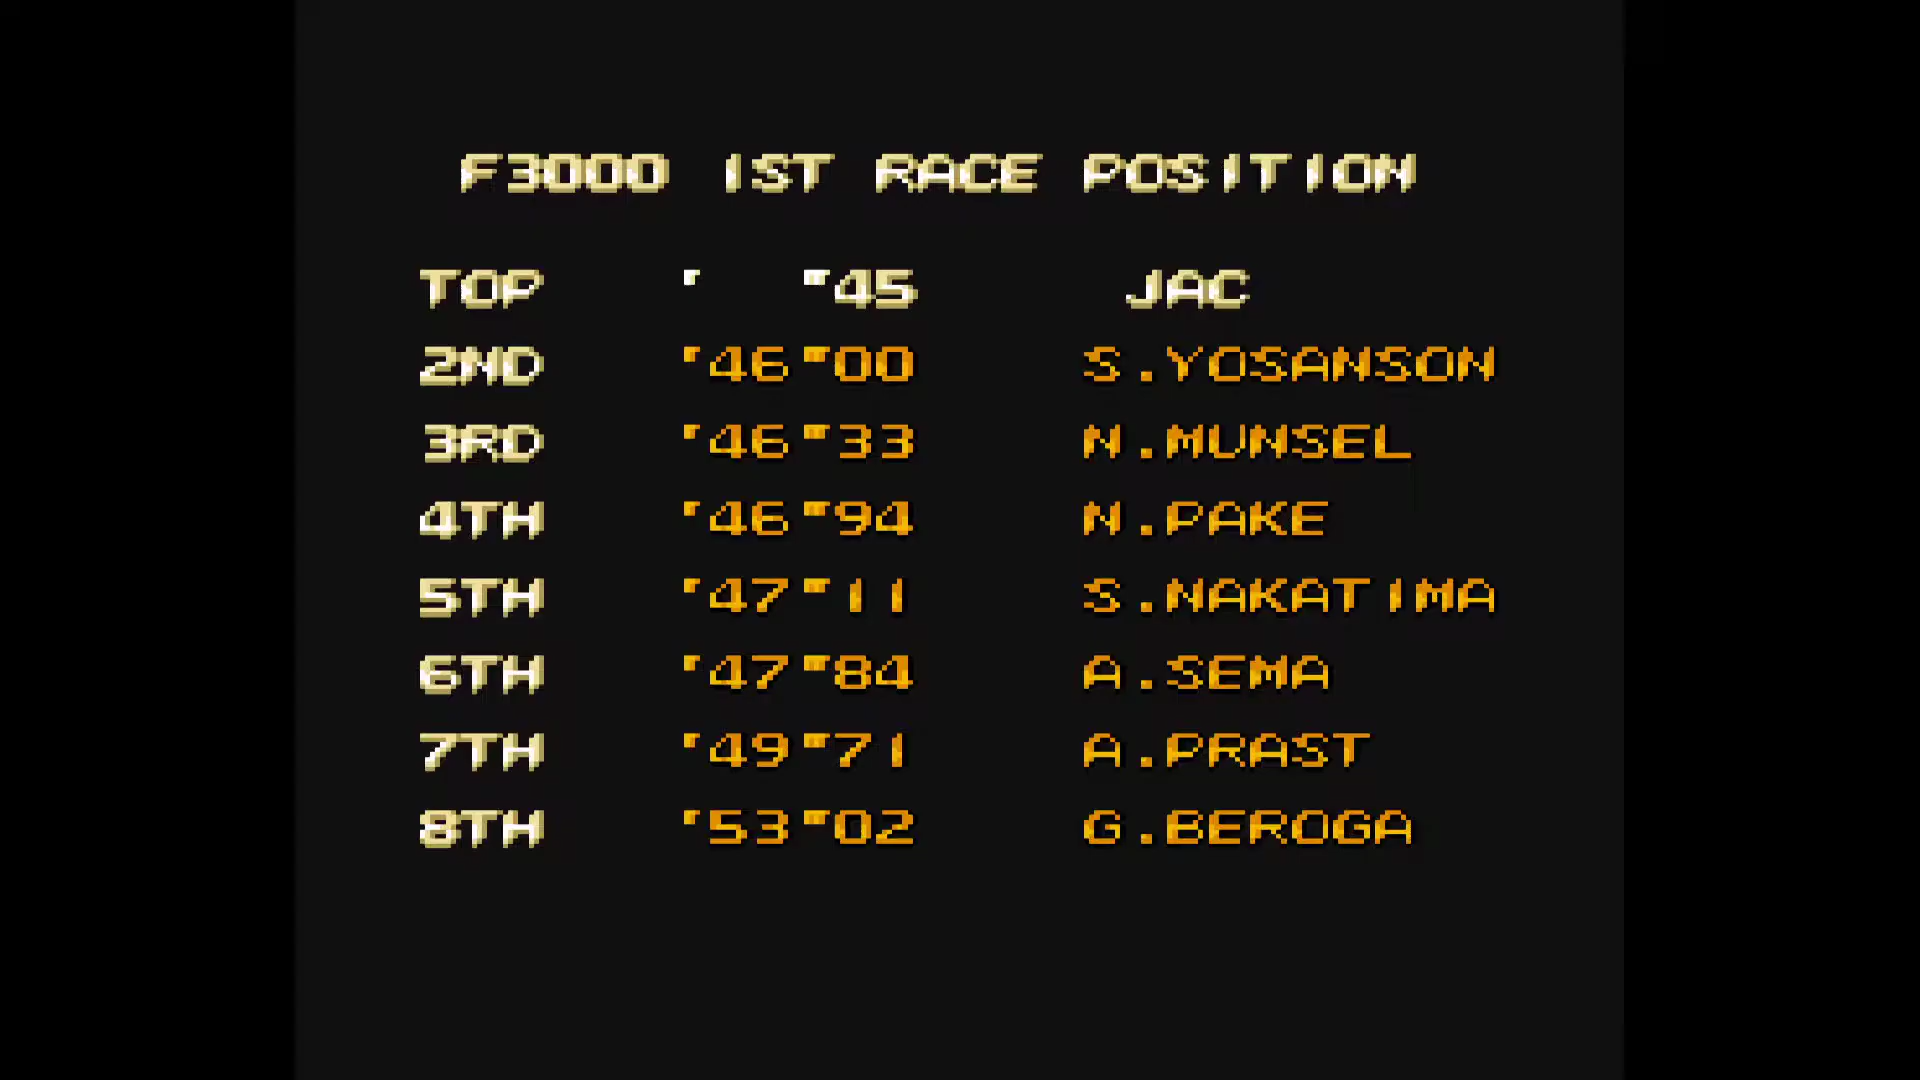 F3000 1ST RACE POSITION
TOP ' "45 JAC
2ND '46"00 S.YOSANSON
3RD '46"33 N.MUNSEL
4TH '46"94 N.PAKE
5TH '47"11 S.NAKATIMA
6TH '47"84 A.SEMA
7TH '49"71 A.PRAST
8TH '53"02 G.BEROGA